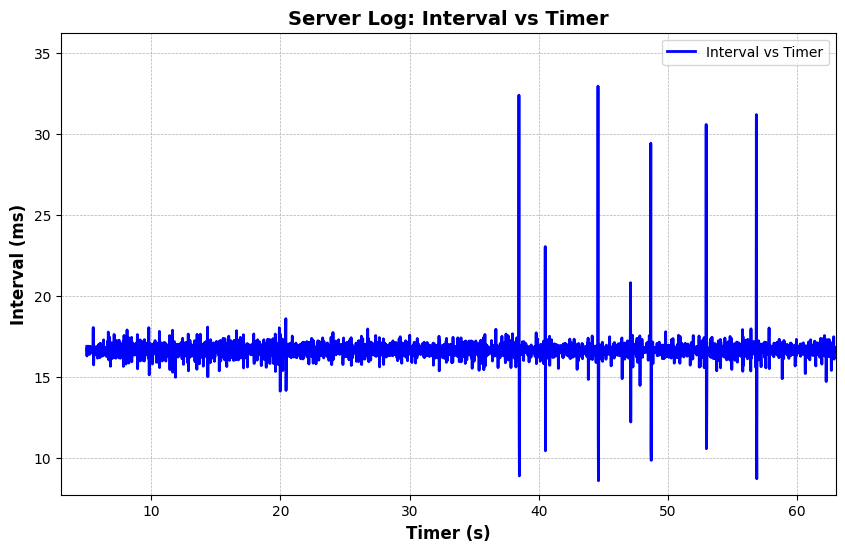 Server Log: Interval vs Timer
Interval vs Timer
35
30
25
20
15
10
Interval (ms)
10 20 30 40 50 60
Timer (s)